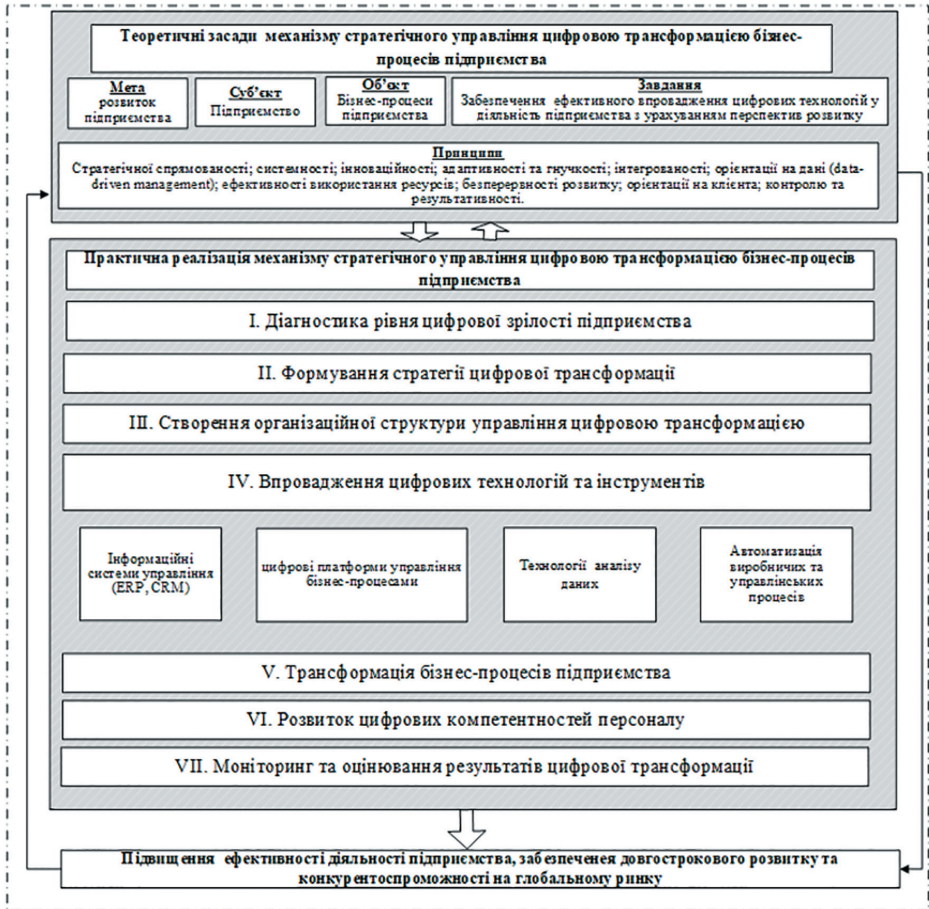 Теоретичні засади механізму стратегічного управління цифровою трансформацією бізнес-
процесів підприємства
Мета
розвиток
підприємства
Суб'єкт
Підприємство
Об'єкт
Бізнес-процеси
підприємства
Завдання
Забезпечення ефективного впровадження цифрових технологій у
діяльність підприємства з урахуванням перспектив розвитку
Принципи
Стратегічної спрямованості; системності; інноваційності; адаптивності та гнучкості; інтегрованості; орієнтації на дані (data-
driven management); ефективності використання ресурсів; безперервності розвитку; орієнтації на клієнта; контролю та
результативності.
Практична реалізація механізму стратегічного управління цифровою трансформацією бізнес-процесів
підприємства
I. Діагностика рівня цифрової зрілості підприємства
II. Формування стратегії цифрової трансформації
III. Створення організаційної структури управління цифровою трансформацією
IV. Впровадження цифрових технологій та інструментів
Інформаційні
системи управління
(ERP, CRM)
цифрові платформи управління
бізнес-процесами
Технології аналізу
даних
Автоматизація
виробничих та
управлінських
процесів
V. Трансформація бізнес-процесів підприємства
VI. Розвиток цифрових компетентностей персоналу
VII. Моніторинг та оцінювання результатів цифрової трансформації
Підвищення ефективності діяльності підприємства, забезпеченея довгострокового розвитку та
конкурентоспроможності на глобальному ринку